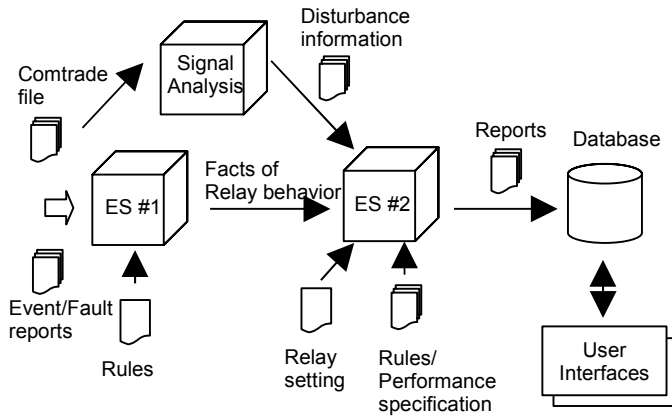 Disturbance
information
Signal
Analysis
Comtrade
file
Reports
Database
Facts of
Relay behavior
ES #1
ES #2
Event/Fault
reports
Rules
Relay
setting
Rules/
Performance
specification
User
Interfaces